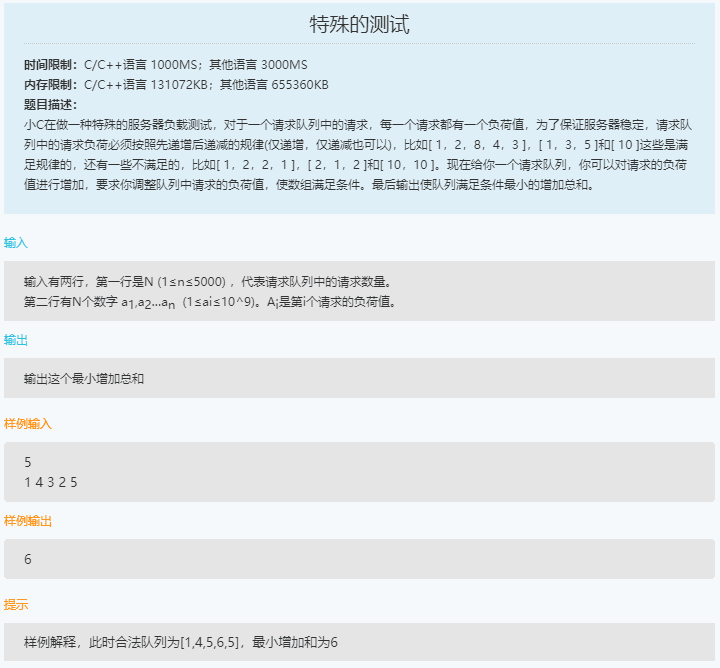 特殊的测试
时间限制：C/C++语言 1000MS；其他语言 3000MS
内存限制：C/C++语言 131072KB；其他语言 655360KB
题目描述：
小C在做一种特殊的服务器负载测试，对于一个请求队列中的请求，每一个请求都有一个负荷值，为了保证服务器稳定，请求队
列中的请求负荷必须按照先递增后递减的规律(仅递增，仅递减也可以)，比如[ 1，2，8，4，3 ]，[ 1，3，5 ]和[ 10 ]这些是满
足规律的，还有一些不满足的，比如[ 1，2，2，1 ]，[ 2，1，2 ]和[ 10，10 ]。现在给你一个请求队列，你可以对请求的负荷
值进行增加，要求你调整队列中请求的负荷值，使数组满足条件。最后输出使队列满足条件最小的增加总和。
输入
输入有两行，第一行是N (1≤n≤5000) ，代表请求队列中的请求数量。
第二行有N个数字 a1,a2…an  (1≤ai≤10^9)。Ai是第i个请求的负荷值。
输出
输出这个最小增加总和
样例输入
5
1 4 3 2 5
样例输出
6
提示
样例解释，此时合法队列为[1,4,5,6,5]，最小增加和为6